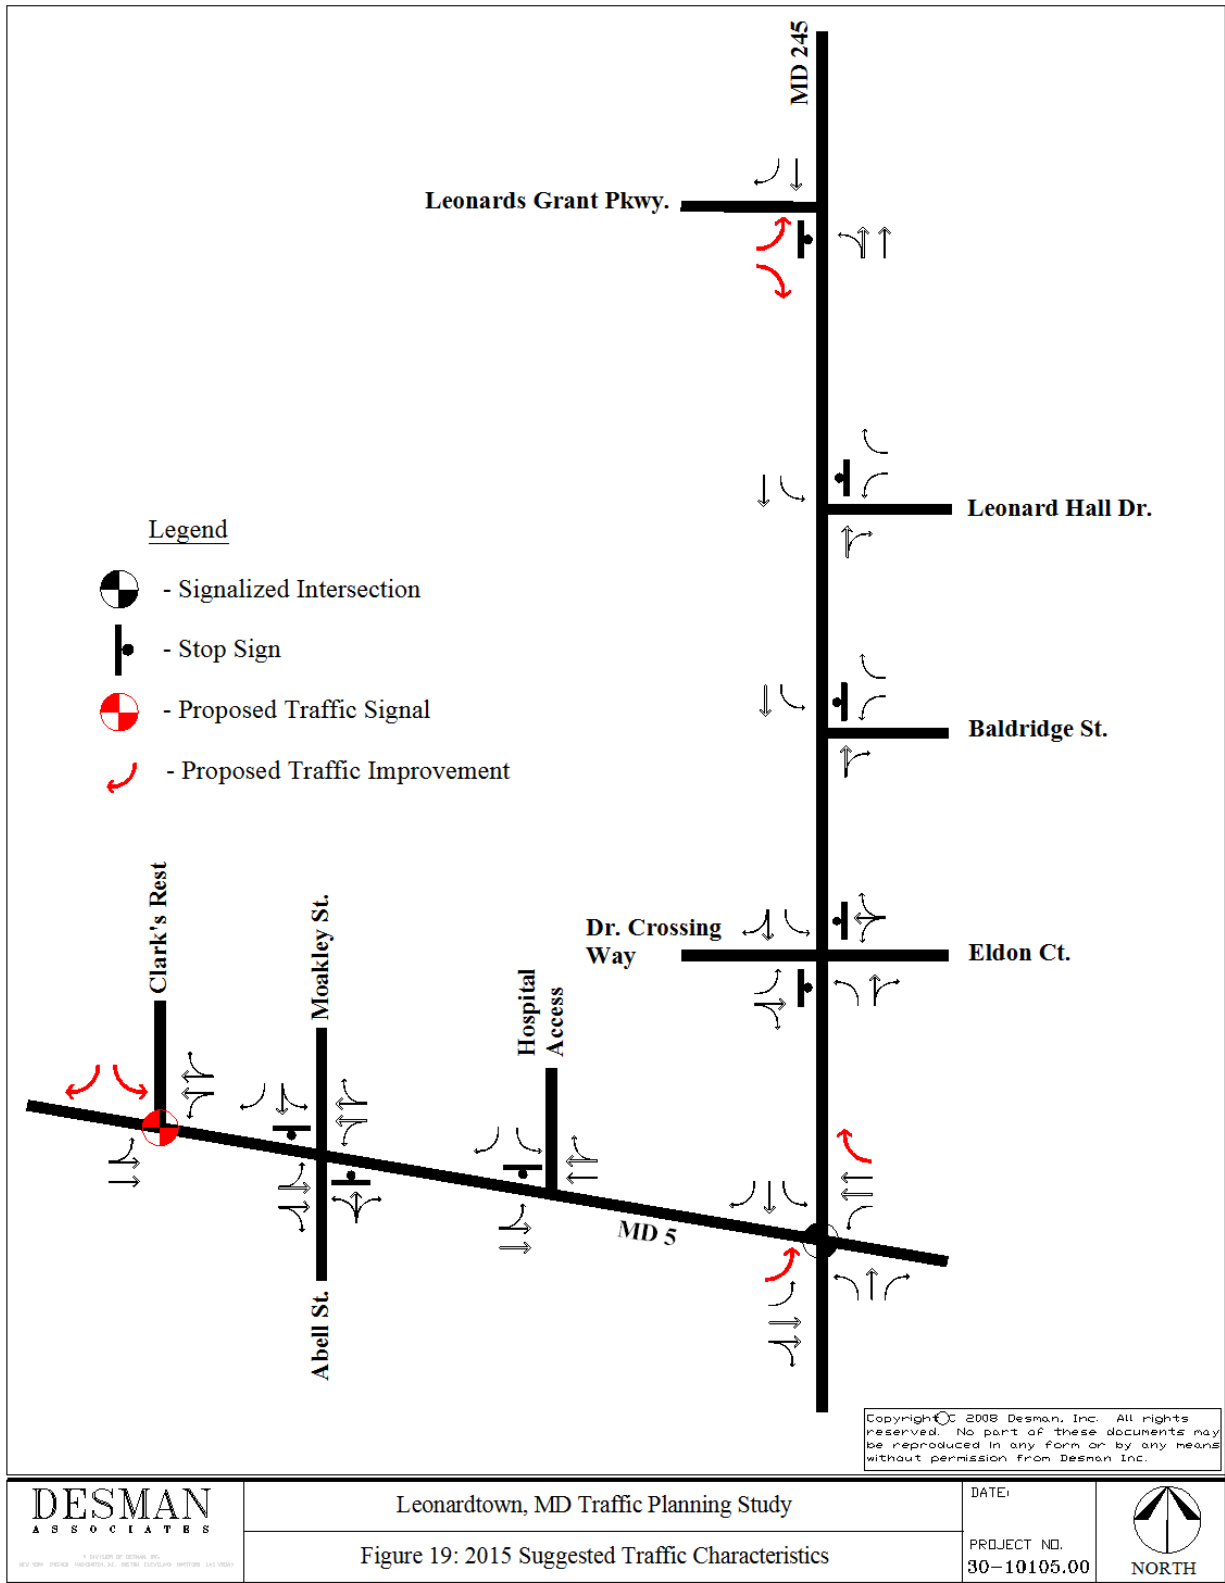 MD 245
Leonards Grant Pkwy.
Leonard Hall Dr.
Legend
- Signalized Intersection
- Stop Sign
- Proposed Traffic Signal
- Proposed Traffic Improvement
Baldridge St.
Clark's Rest
Moakley St.
Hospital
Access
Dr. Crossing
Way
Eldon Ct.
MD 5
Abell St.
Copyright C 2008 Desman, Inc. All rights
reserved. No part of these documents may
be reproduced in any form or by any means
without permission from Desman Inc.
DESMAN
ASSOCIATES
Leonardtown, MD Traffic Planning Study
Figure 19: 2015 Suggested Traffic Characteristics
DATE:
PROJECT NO.
30-10105.00
NORTH